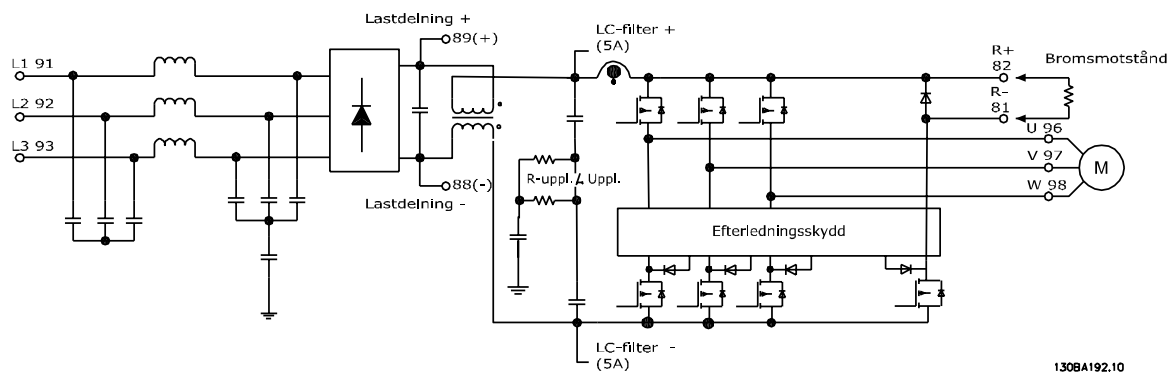 Lastdelning +
89(+)
LC-filter +
(5A)
R+
82
Bromsmotstånd
R-
81
L1 91
L2 92
L3 93
U 96
V 97
W 98
M
R-uppl. Uppl.
88(-)
Lastdelning -
Efterledningsskydd
LC-filter -
(5A)
130BA192.10